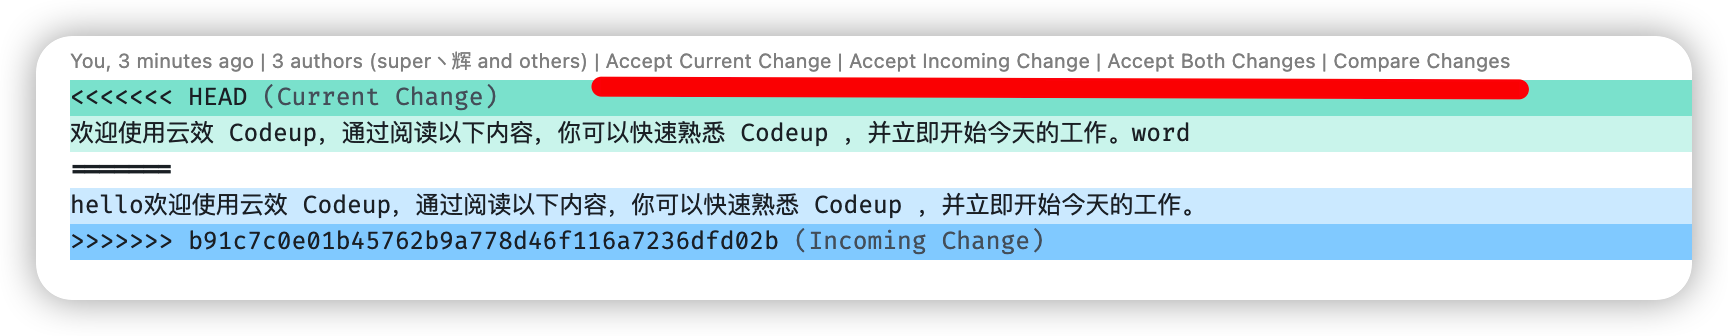 You, 3 minutes ago | 3 authors (super丶辉 and others) | Accept Current Change | Accept Incoming Change | Accept Both Changes | Compare Changes
<<<<<<< HEAD (Current Change)
欢迎使用云效 Codeup，通过阅读以下内容，你可以快速熟悉 Codeup ，并立即开始今天的工作。word
=======
hello欢迎使用云效 Codeup，通过阅读以下内容，你可以快速熟悉 Codeup ，并立即开始今天的工作。
>>>>>>> b91c7c0e01b45762b9a778d46f116a7236dfd02b (Incoming Change)